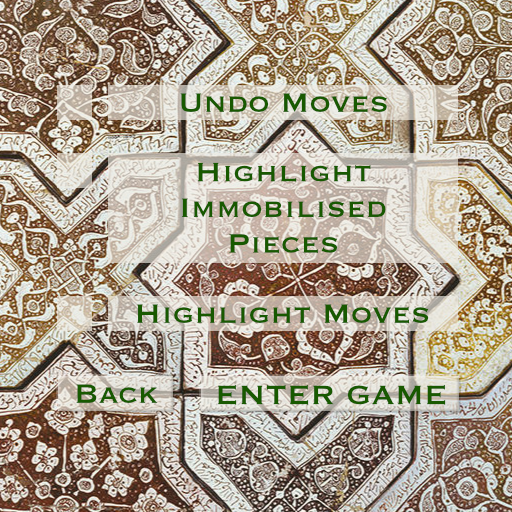 Undo Moves
Highlight
Immobilised
Pieces
Highlight Moves
Back
ENTER GAME